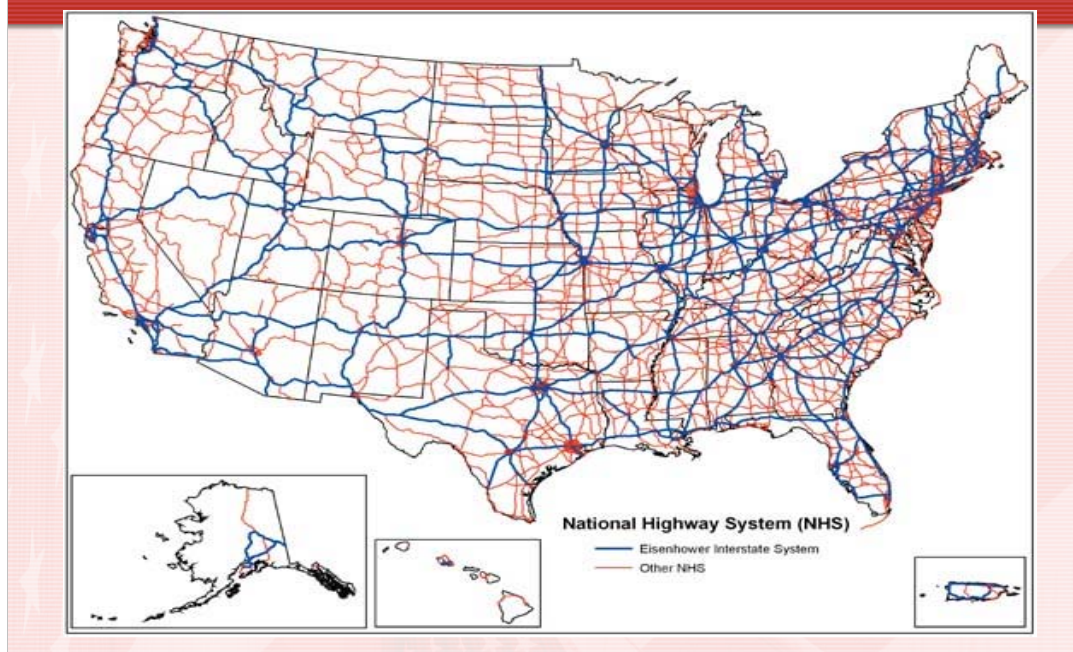 National Highway System (NHS)
Eisenhower Interstate System
Other NHS